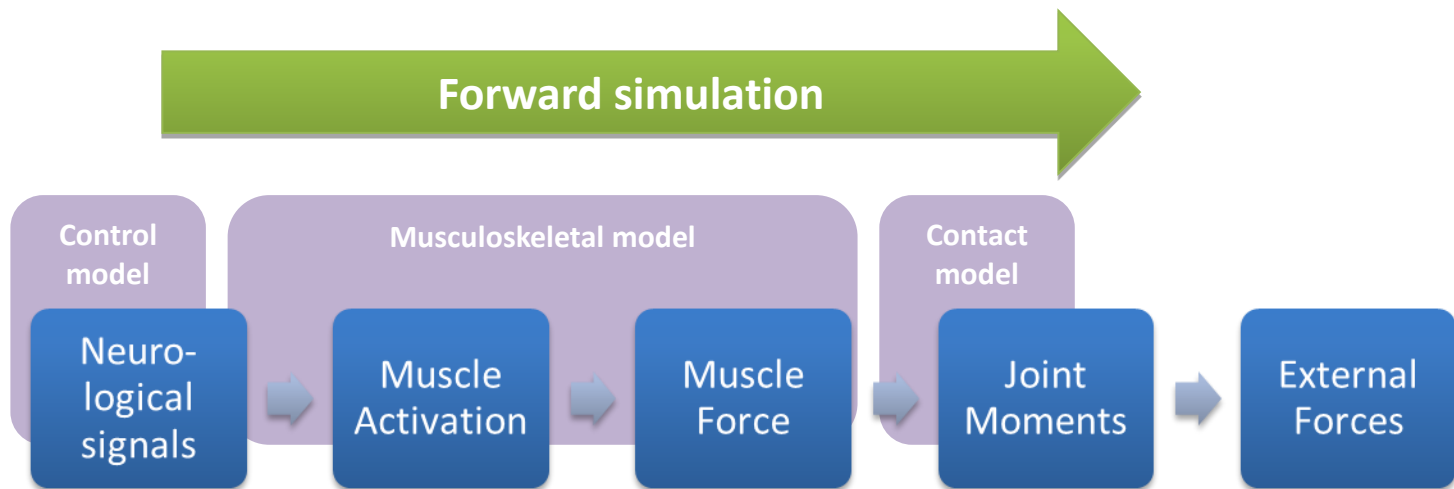 Forward simulation
Control
model
Musculoskeletal model
Contact
model
Neuro-
logical
signals
Muscle
Activation
Muscle
Force
Joint
Moments
External
Forces